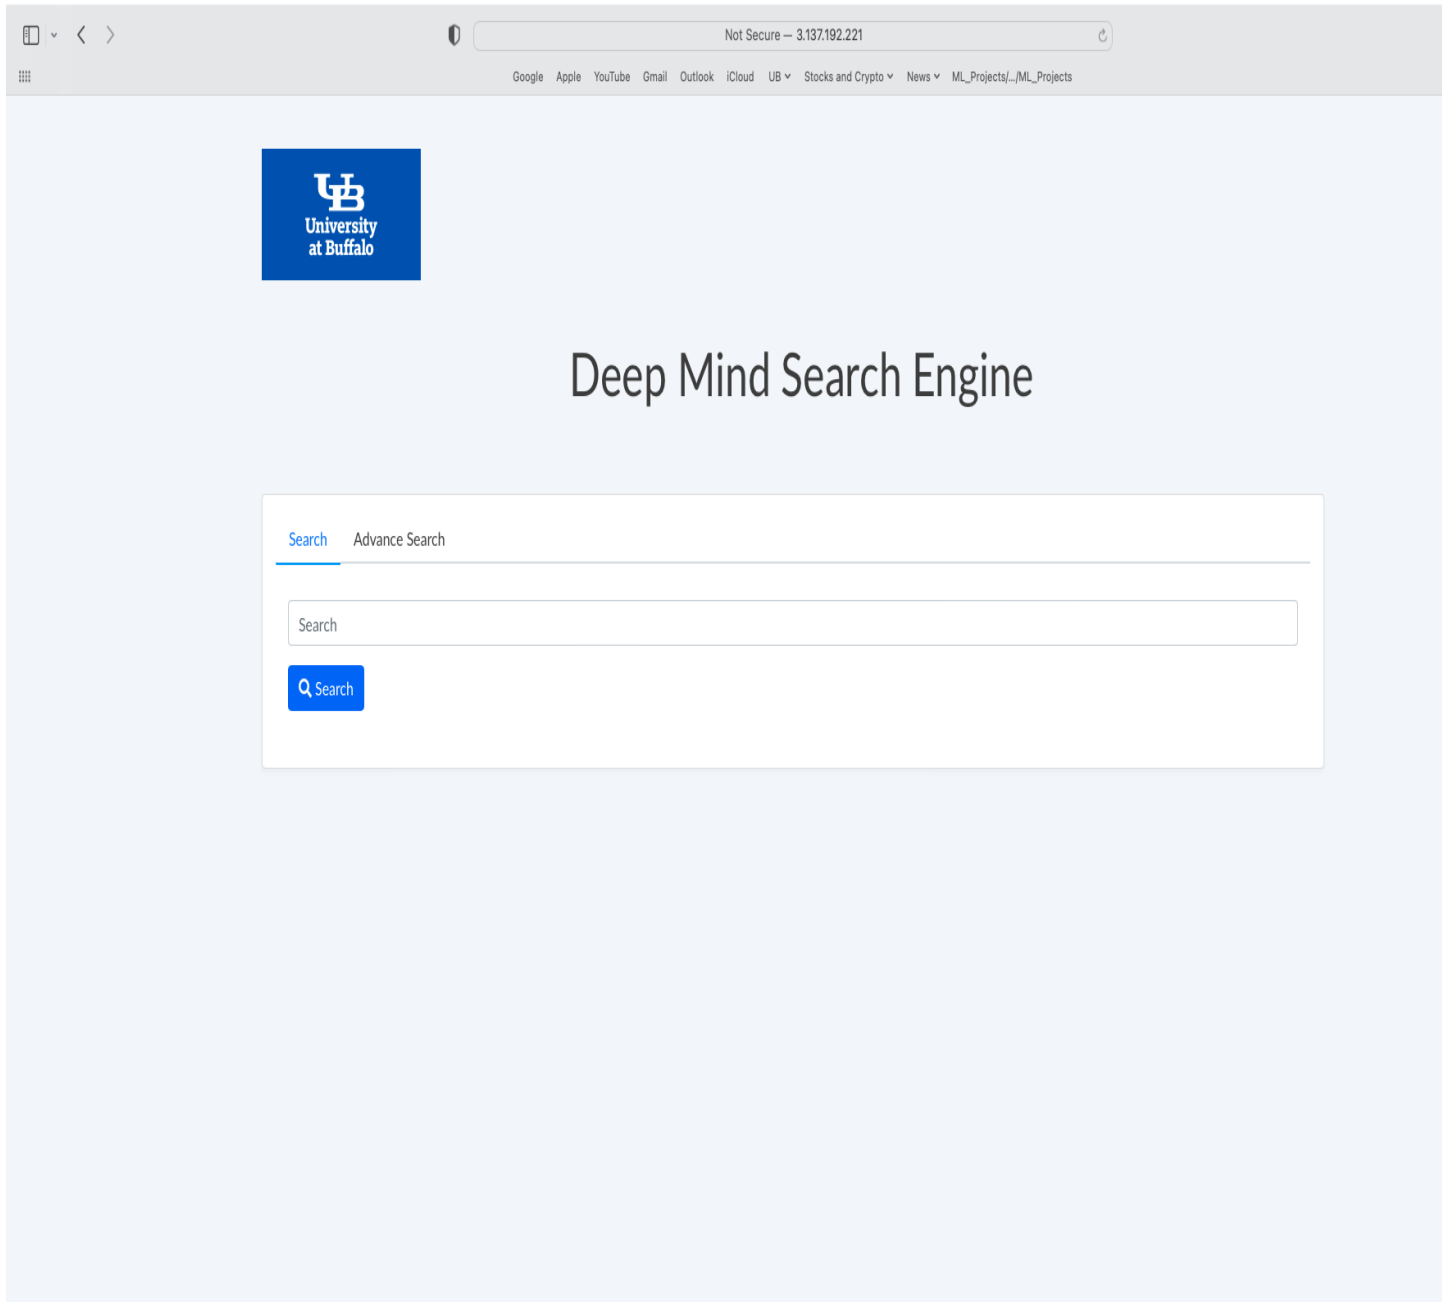 Not Secure — 3.137.192.221
Google Apple YouTube Gmail Outlook iCloud UB Stocks and Crypto News ML_Projects/.../ML_Projects
UB
University
at Buffalo
Deep Mind Search Engine
Search Advance Search
Search
Search